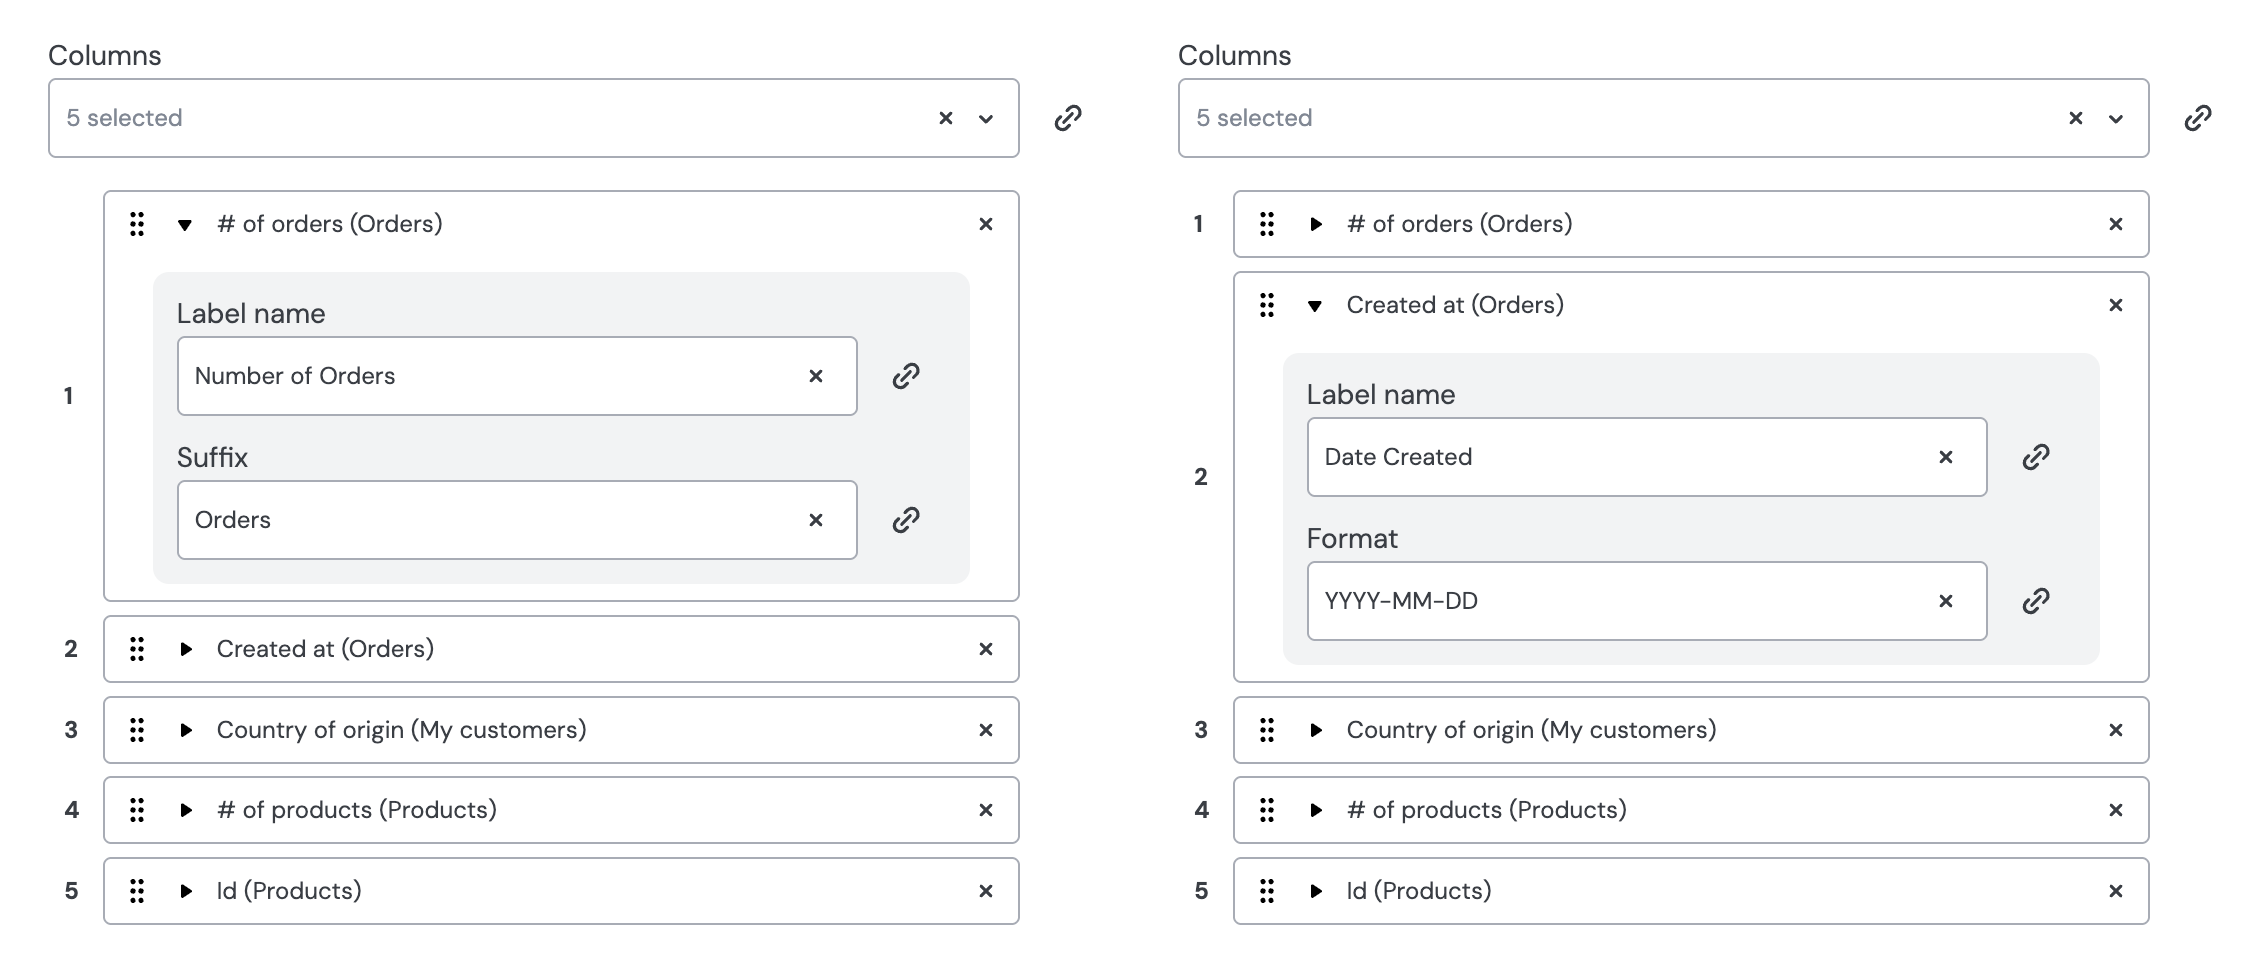 Columns
5 selected
1
# of orders (Orders)
Label name
Number of Orders
Suffix
Orders
2
Created at (Orders)
3
Country of origin (My customers)
4
# of products (Products)
5
Id (Products)
Columns
5 selected
1
# of orders (Orders)
2
Created at (Orders)
Label name
Date Created
Format
YYYY-MM-DD
3
Country of origin (My customers)
4
# of products (Products)
5
Id (Products)